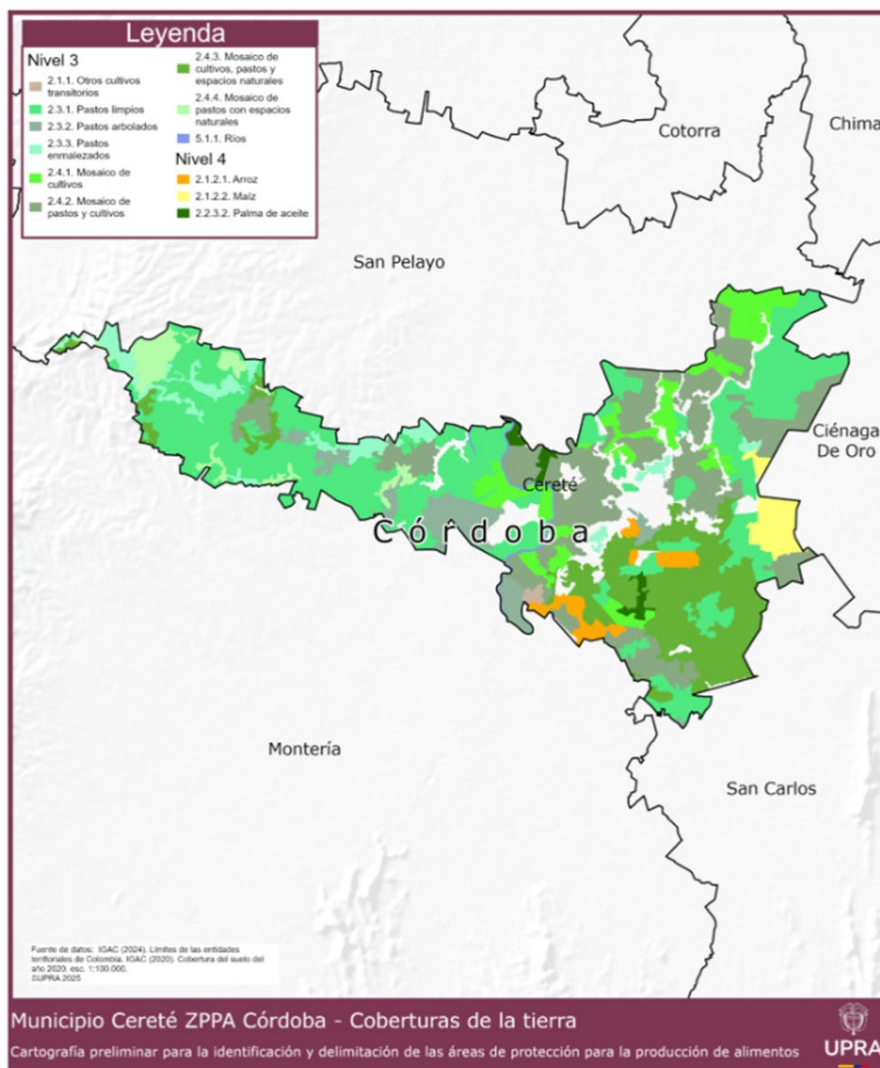 Leyenda
Nivel 3
2.1.1. Otros cultivos
transitorios
2.3.1. Pastos limpios
2.3.2. Pastos arbolados
2.3.3. Pastos
enmalezados
2.4.1. Mosaico de
cultivos
2.4.2. Mosaico de
pastos y cultivos
2.4.3. Mosaico de
cultivos, pastos y
espacios naturales
2.4.4. Mosaico de
pastos con espacios
naturales
5.1.1. Ríos
Nivel 4
2.1.2.1. Arroz
2.1.2.2. Maíz
2.2.3.2. Palma de aceite
Cotorra
Chima
San Pelayo
Ciénaga
De Oro
Cereté
Córdoba
Montería
San Carlos
Fuente de datos: IGAC (2024). Límites de las entidades
territoriales de Colombia. IGAC (2020). Cobertura del suelo del
año 2020. esc. 1:100.000.
©UPRA 2025
Municipio Cereté ZPPA Córdoba - Coberturas de la tierra
Cartografía preliminar para la identificación y delimitación de las áreas de protección para la producción de alimentos
UPRA